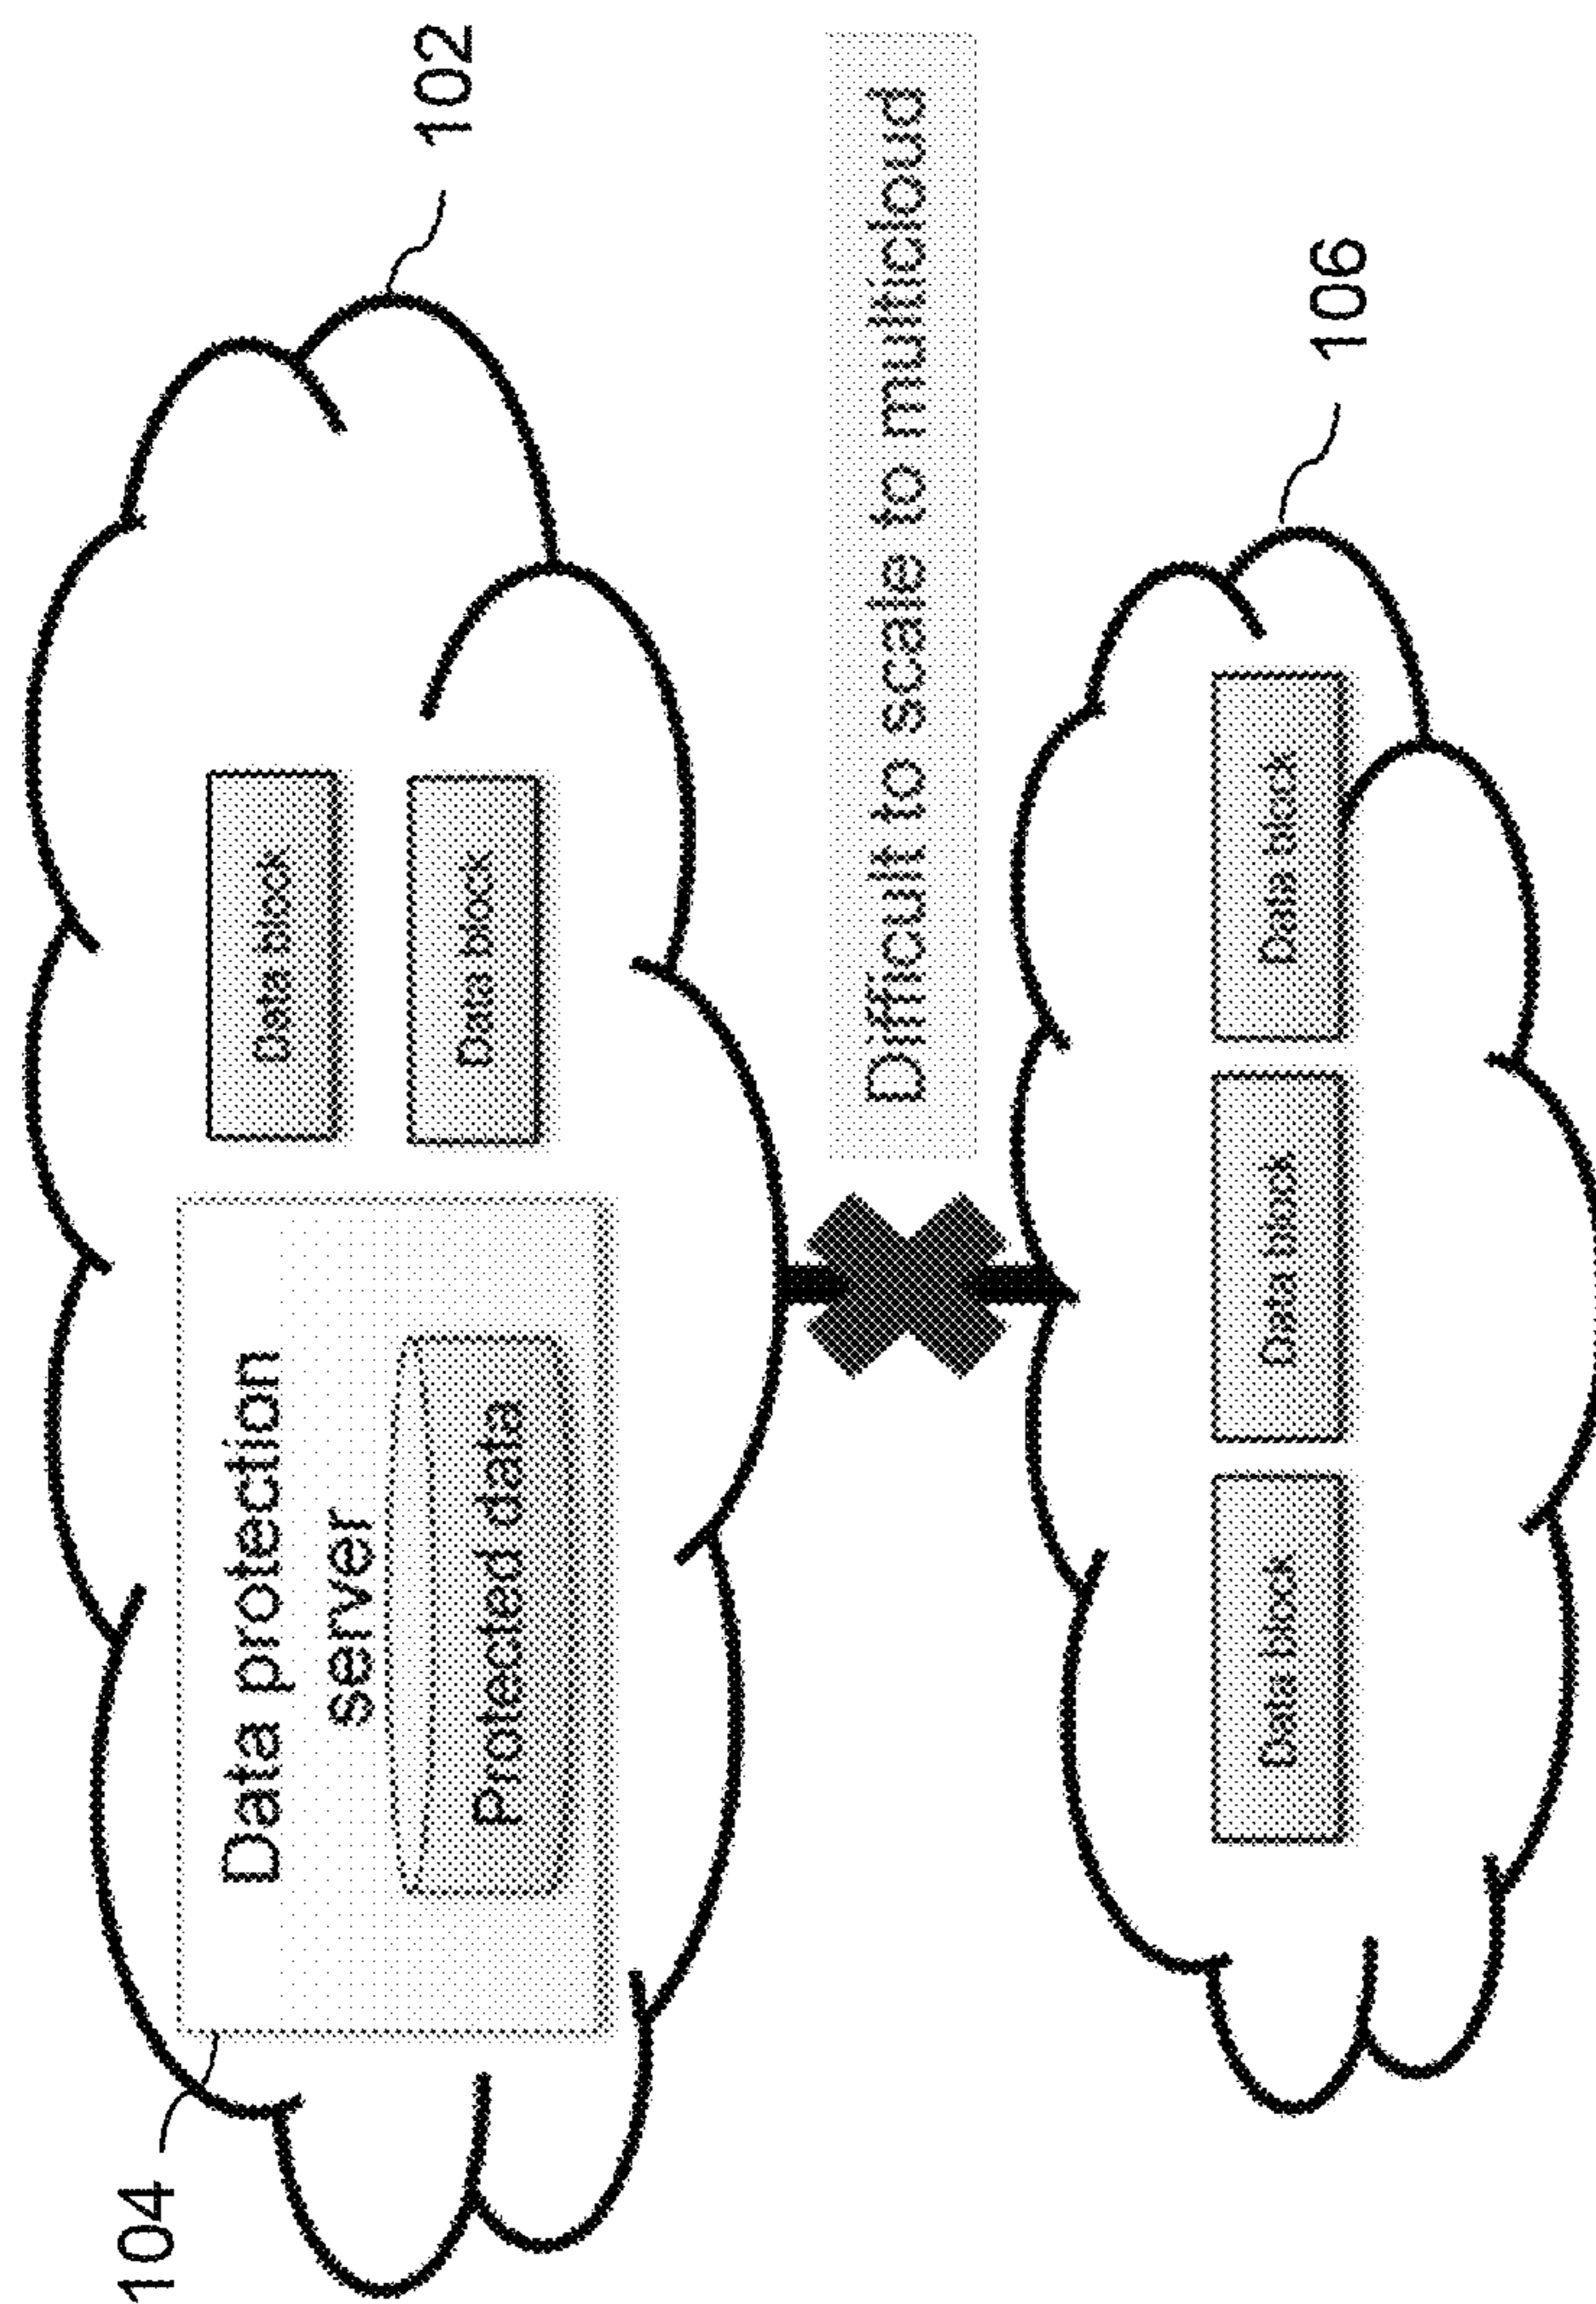 102
104
Data protection
server
Protected data
Data block
Data block
Difficult to scale to multicloud
106
Data block
Data block
Data block